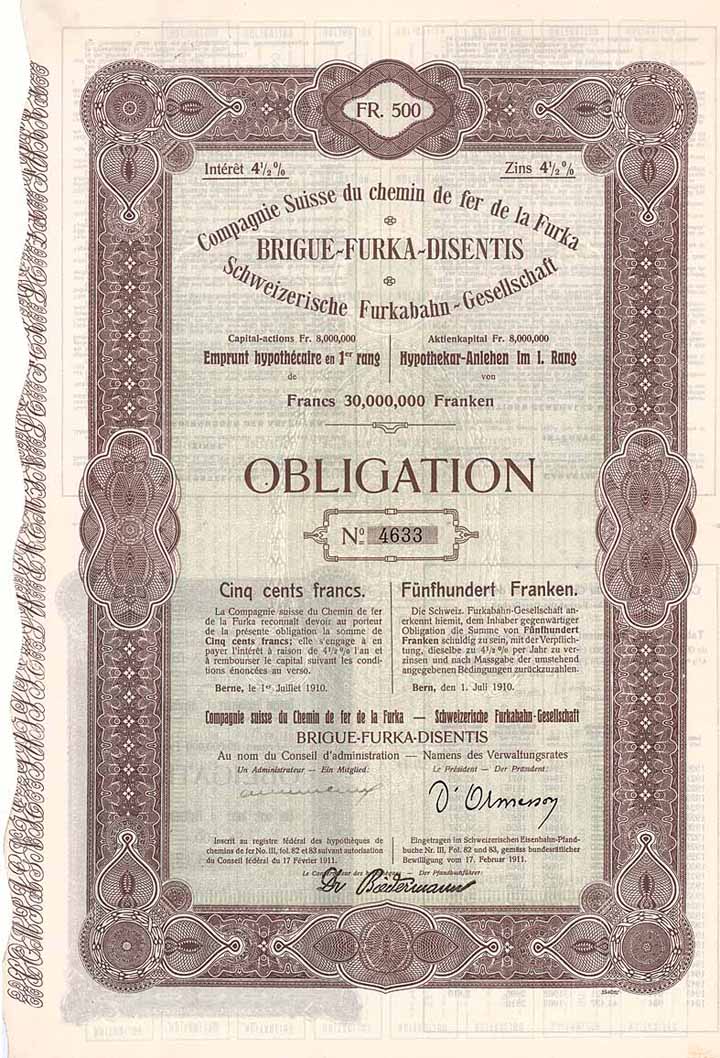 FR. 500
Intérêt 4½% Zins 4½%
Compagnie Suisse du chemin de fer de la Furka
BRIGUE-FURKA-DISENTIS
Schweizerische Furkabahn-Gesellschaft
Capital-actions Fr. 8,000,000
Emprunt hypothécaire en 1er rang
de
Aktienkapital Fr. 8,000,000
Hypothekar-Anlehen im I. Rang
von
Francs 30,000,000 Franken
OBLIGATION
No 4633
Cinq cents francs.
La Compagnie suisse du Chemin de fer
de la Furka reconnaît devoir au porteur
de la présente obligation la somme de
Cinq cents francs; elle s'engage à en
payer l'intérêt à raison de 4½% l'an et
à rembourser le capital suivant les condi-
tions énoncées au verso.
Berne, le 1er Juillet 1910.
Fünfhundert Franken.
Die Schweiz. Furkabahn-Gesellschaft an-
erkennt hiemit, dem Inhaber gegenwärtiger
Obligation die Summe von Fünfhundert
Franken schuldig zu sein, mit der Verpflich-
tung, dieselbe zu 4½% per Jahr zu ver-
zinsen und nach Massgabe der umstehend
angegebenen Bedingungen zurückzuzahlen.
Bern, den 1. Juli 1910.
Compagnie suisse du Chemin de fer de la Furka — Schweizerische Furkabahn-Gesellschaft
BRIGUE-FURKA-DISENTIS
Au nom du Conseil d'administration — Namens des Verwaltungsrates
Un Administrateur — Ein Mitglied: Le Président — Der Präsident:
D'Ormesson
Inscrit au registre fédéral des hypothèques de
chemins de fer No. III, fol. 82 et 83 suivant autorisation
du Conseil fédéral du 17 Février 1911.
Eingetragen im Schweizerischen Eisenbahn-Pfand-
buche Nr. III, Fol. 82 und 83, gemäss bundesrätlicher
Bewilligung vom 17. Februar 1911.
Le Conservateur des hypothèques Der Pfandbuchführer:
Dr Biedermann